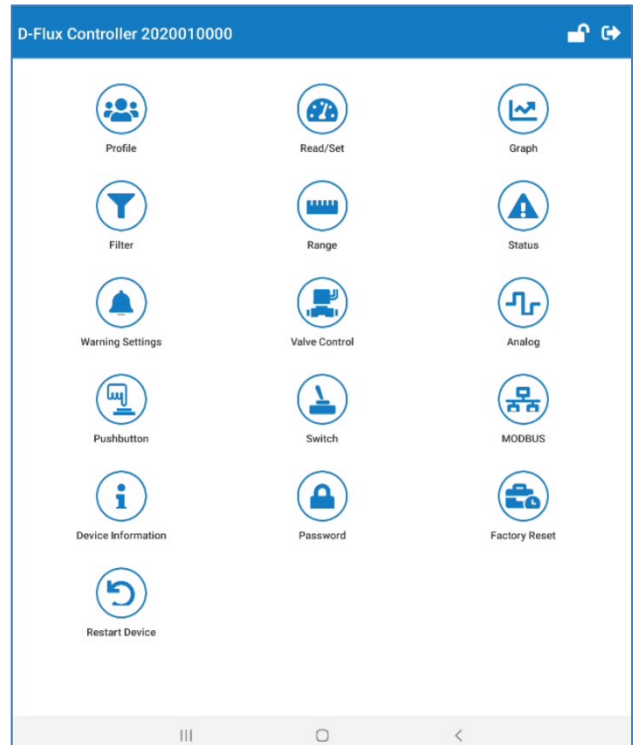 D-Flux Controller 2020010000
Profile
Read/Set
Graph
Filter
Range
Status
Warning Settings
Valve Control
Analog
Pushbutton
Switch
MODBUS
Device Information
Password
Factory Reset
Restart Device